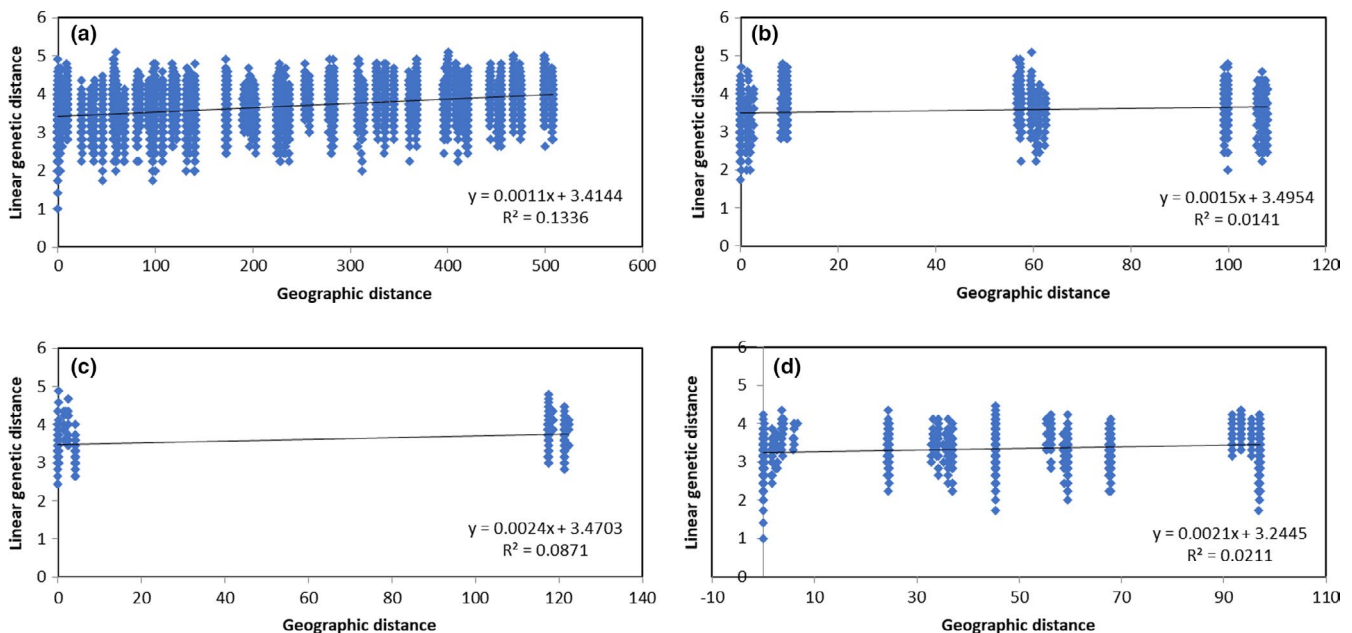 (a)
Linear genetic distance
6
5
4
3
2
1
0
y = 0.0011x + 3.4144
R² = 0.1336
0 100 200 300 400 500 600
Geographic distance
(b)
Linear genetic distance
6
5
4
3
2
1
0
y = 0.0015x + 3.4954
R² = 0.0141
0 20 40 60 80 100 120
Geographic distance
(c)
Linear genetic distance
6
5
4
3
2
1
0
y = 0.0024x + 3.4703
R² = 0.0871
0 20 40 60 80 100 120 140
Geographic distance
(d)
Linear genetic distance
6
5
4
3
2
1
0
y = 0.0021x + 3.2445
R² = 0.0211
-10 10 30 50 70 90 110
Geographic distance